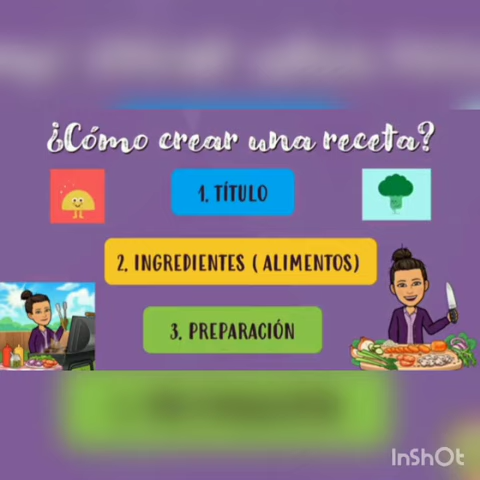 ¿Cómo crear una receta?
1. TÍTULO
2. INGREDIENTES ( ALIMENTOS)
3. PREPARACIÓN
InShOt